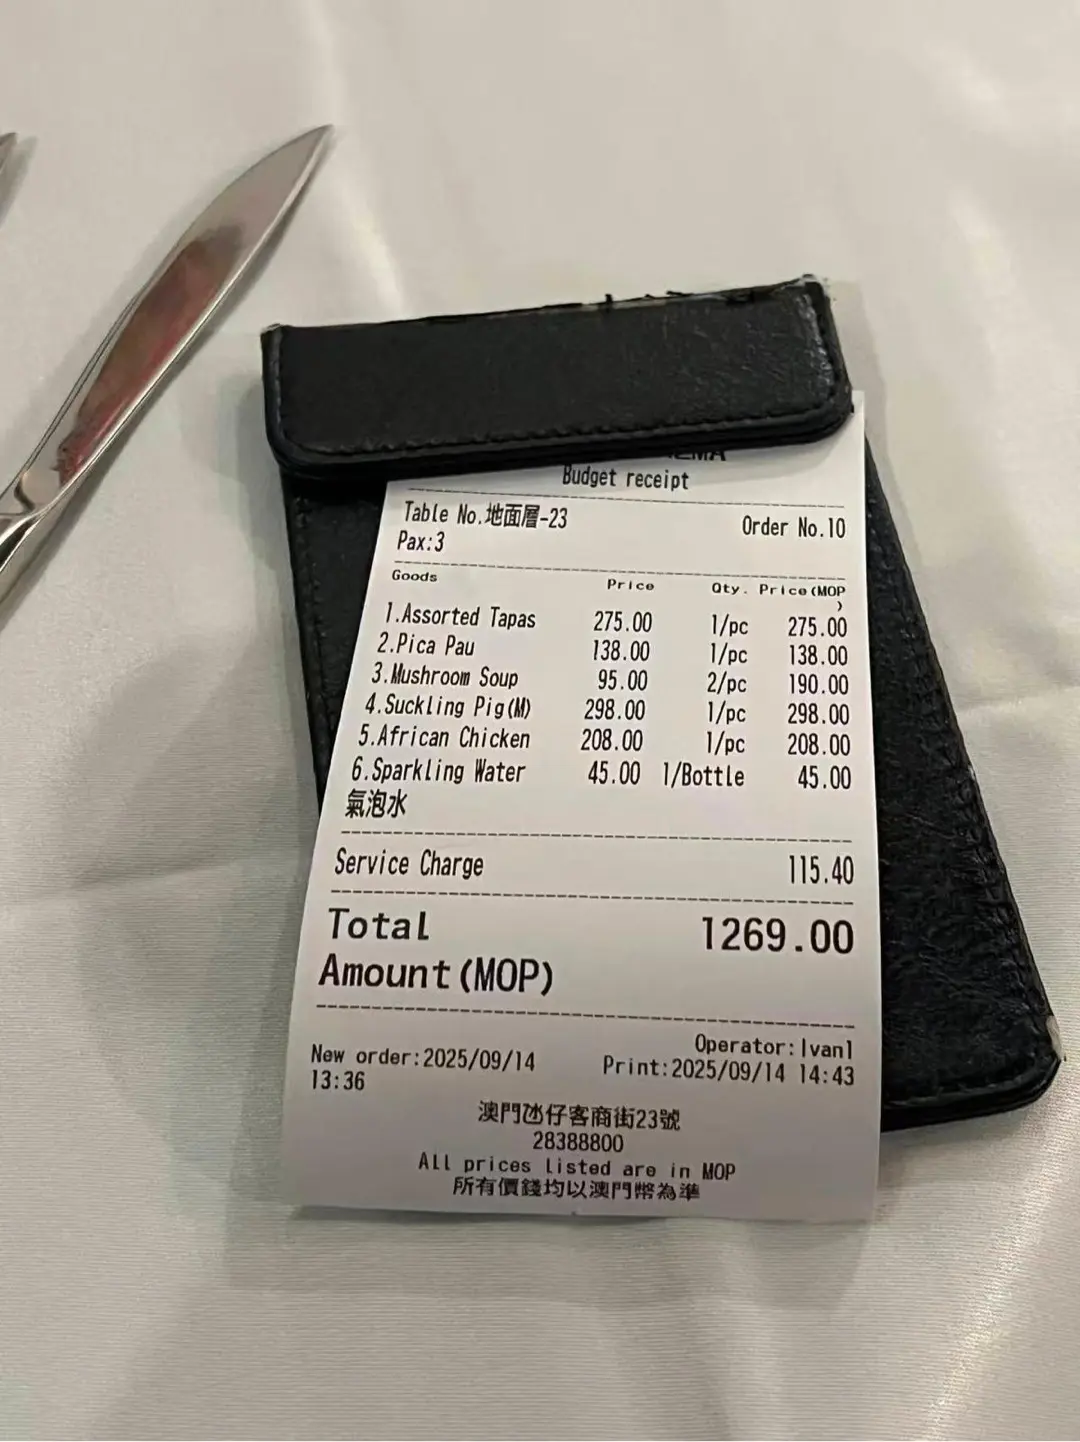 Budget receipt
Table No.地面層-23 Order No.10
Pax:3
Goods Price Qty. Price(MOP
)
1.Assorted Tapas 275.00 1/pc 275.00
2.Pica Pau 138.00 1/pc 138.00
3.Mushroom Soup 95.00 2/pc 190.00
4.Suckling Pig(M) 298.00 1/pc 298.00
5.African Chicken 208.00 1/pc 208.00
6.Sparkling Water 45.00 1/Bottle 45.00
氣泡水
Service Charge 115.40
Total 1269.00
Amount(MOP)
Operator:Ivan1
New order:2025/09/14 Print:2025/09/14 14:43
13:36
澳門氹仔客商街23號
28388800
All prices listed are in MOP
所有價錢均以澳門幣為準